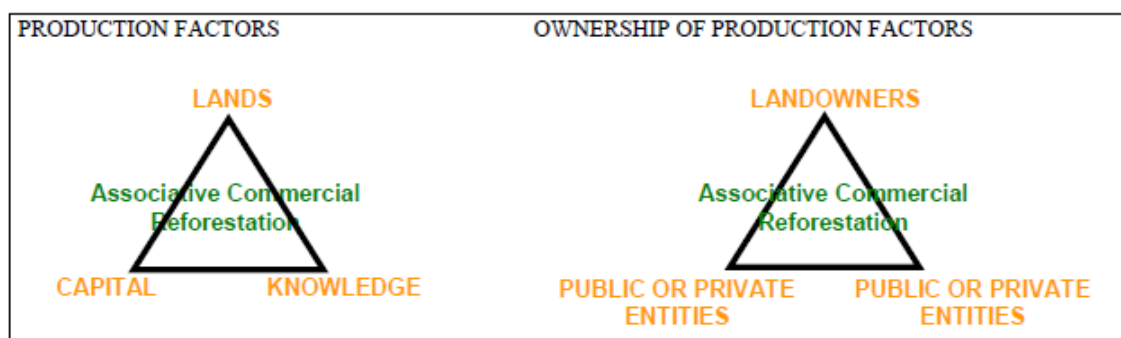 PRODUCTION FACTORS
LANDS
Associative Commercial
Reforestation
CAPITAL
KNOWLEDGE
OWNERSHIP OF PRODUCTION FACTORS
LANDOWNERS
Associative Commercial
Reforestation
PUBLIC OR PRIVATE
ENTITIES
PUBLIC OR PRIVATE
ENTITIES